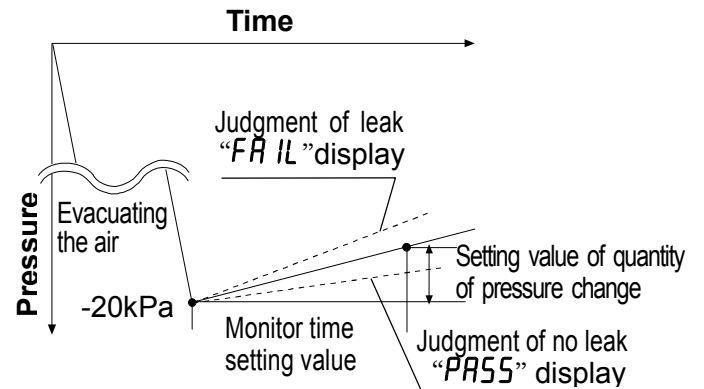 Time
Judgment of leak
“FAIL”display
Pressure
Evacuating
the air
-20kPa
Setting value of quantity
of pressure change
Monitor time
setting value
Judgment of no leak
“PASS” display